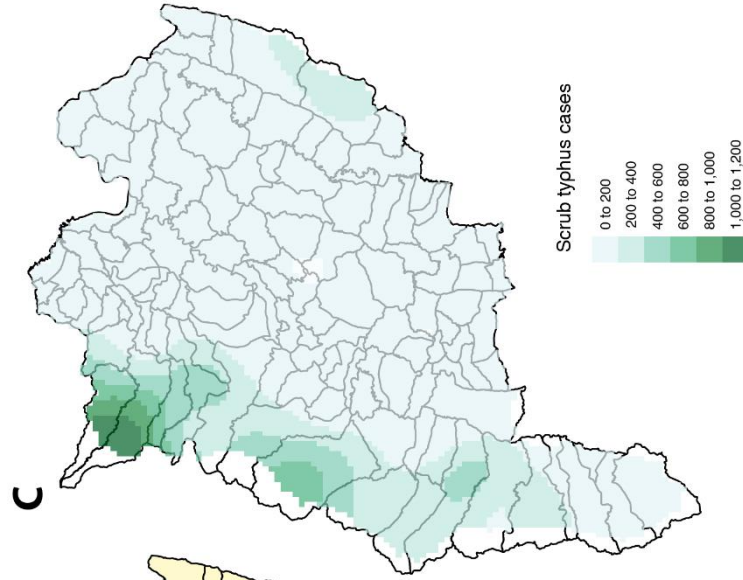 C
Scrub typhus cases
0 to 200
200 to 400
400 to 600
600 to 800
800 to 1,000
1,000 to 1,200